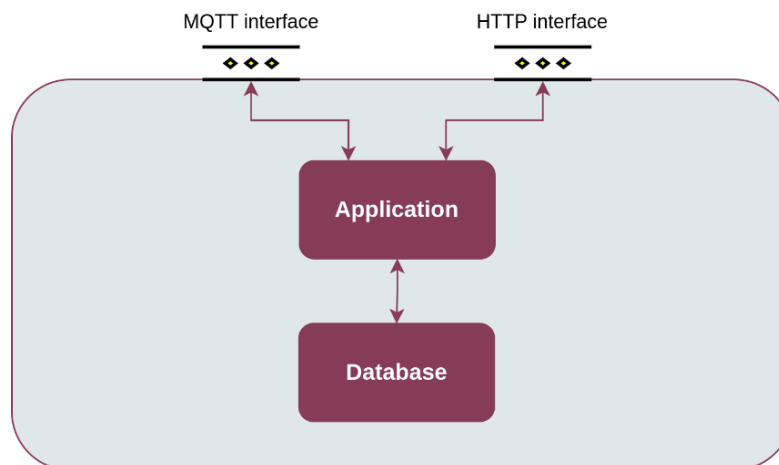 MQTT interface
HTTP interface
Application
Database